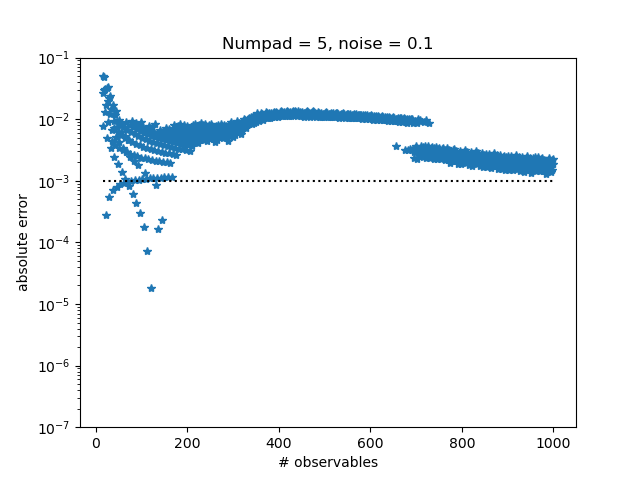 Numpad = 5, noise = 0.1
absolute error
10⁻¹
10⁻²
10⁻³
10⁻⁴
10⁻⁵
10⁻⁶
10⁻⁷
0 200 400 600 800 1000
# observables